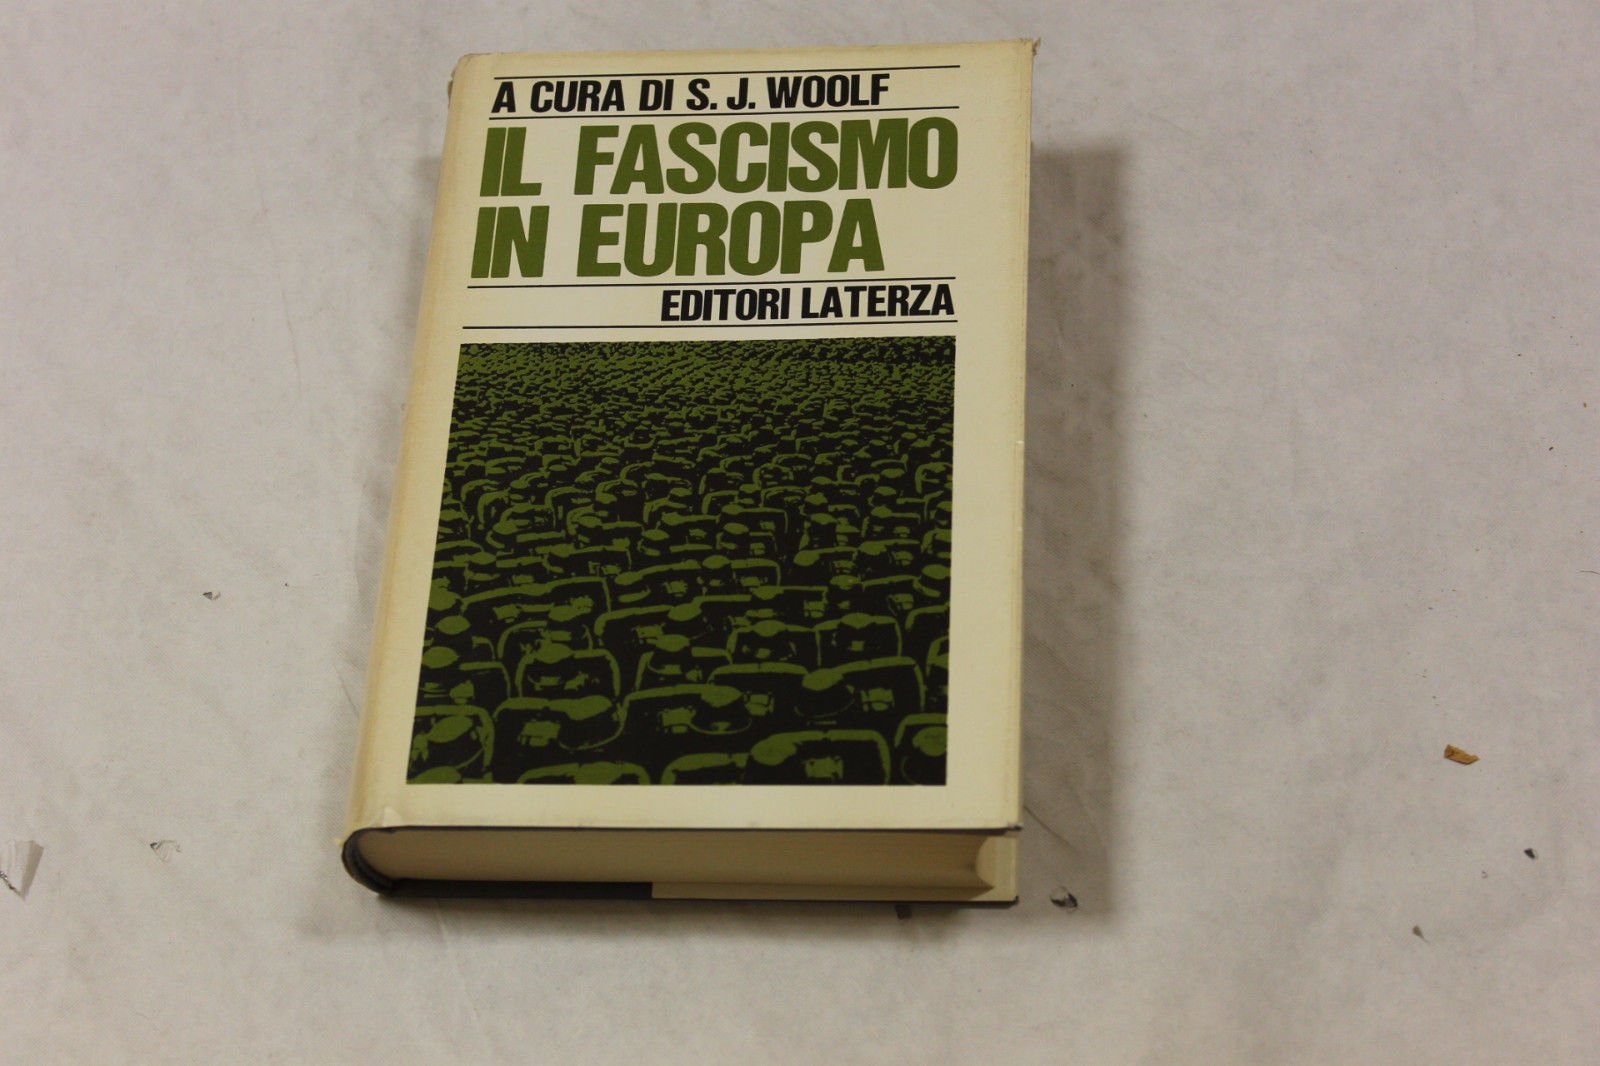 A CURA DI S. J. WOOLF
IL FASCISMO
IN EUROPA
EDITORI LATERZA